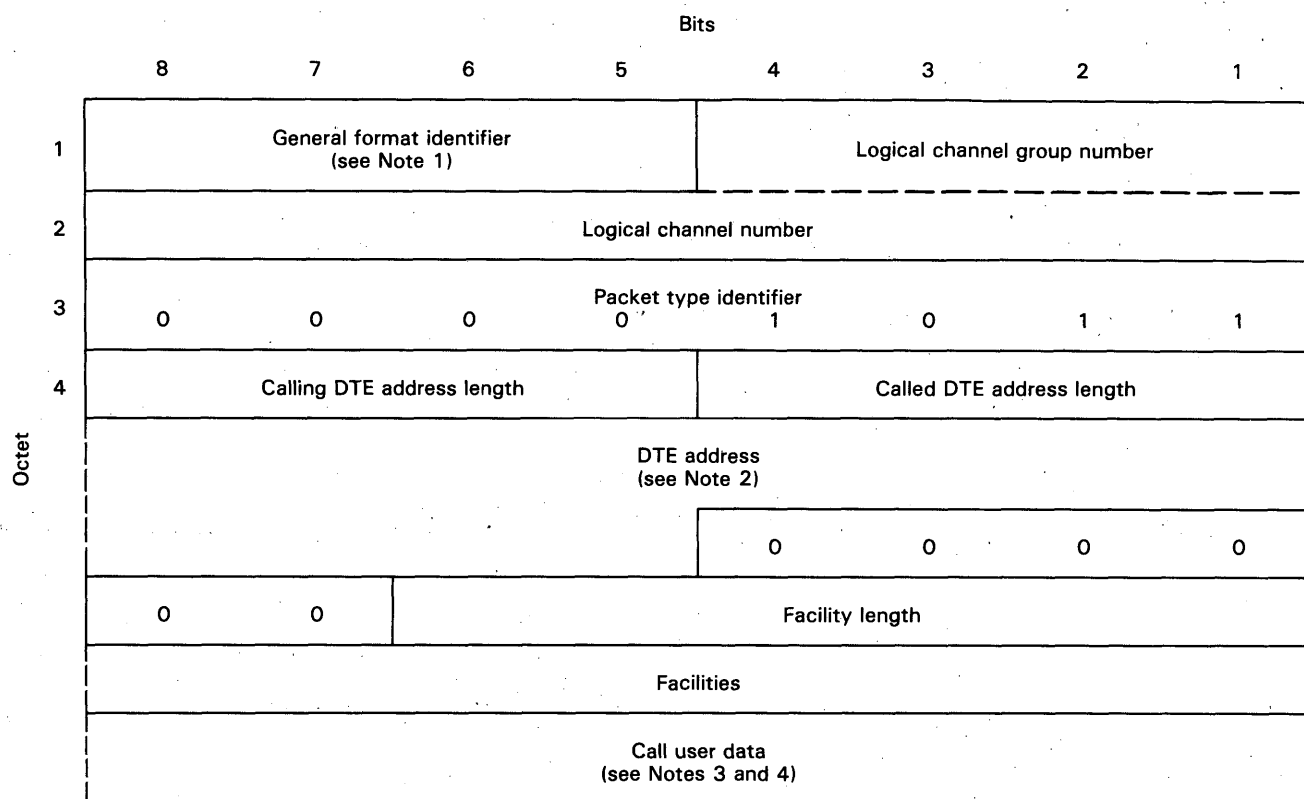 Bits
8 7 6 5 4 3 2 1
1 General format identifier
(see Note 1)
Logical channel group number
2 Logical channel number
3 Packet type identifier
0 0 0 0 1 0 1 1
4 Calling DTE address length Called DTE address length
Octet
DTE address
(see Note 2)
0 0 0 0
0 0 Facility length
Facilities
Call user data
(see Notes 3 and 4)